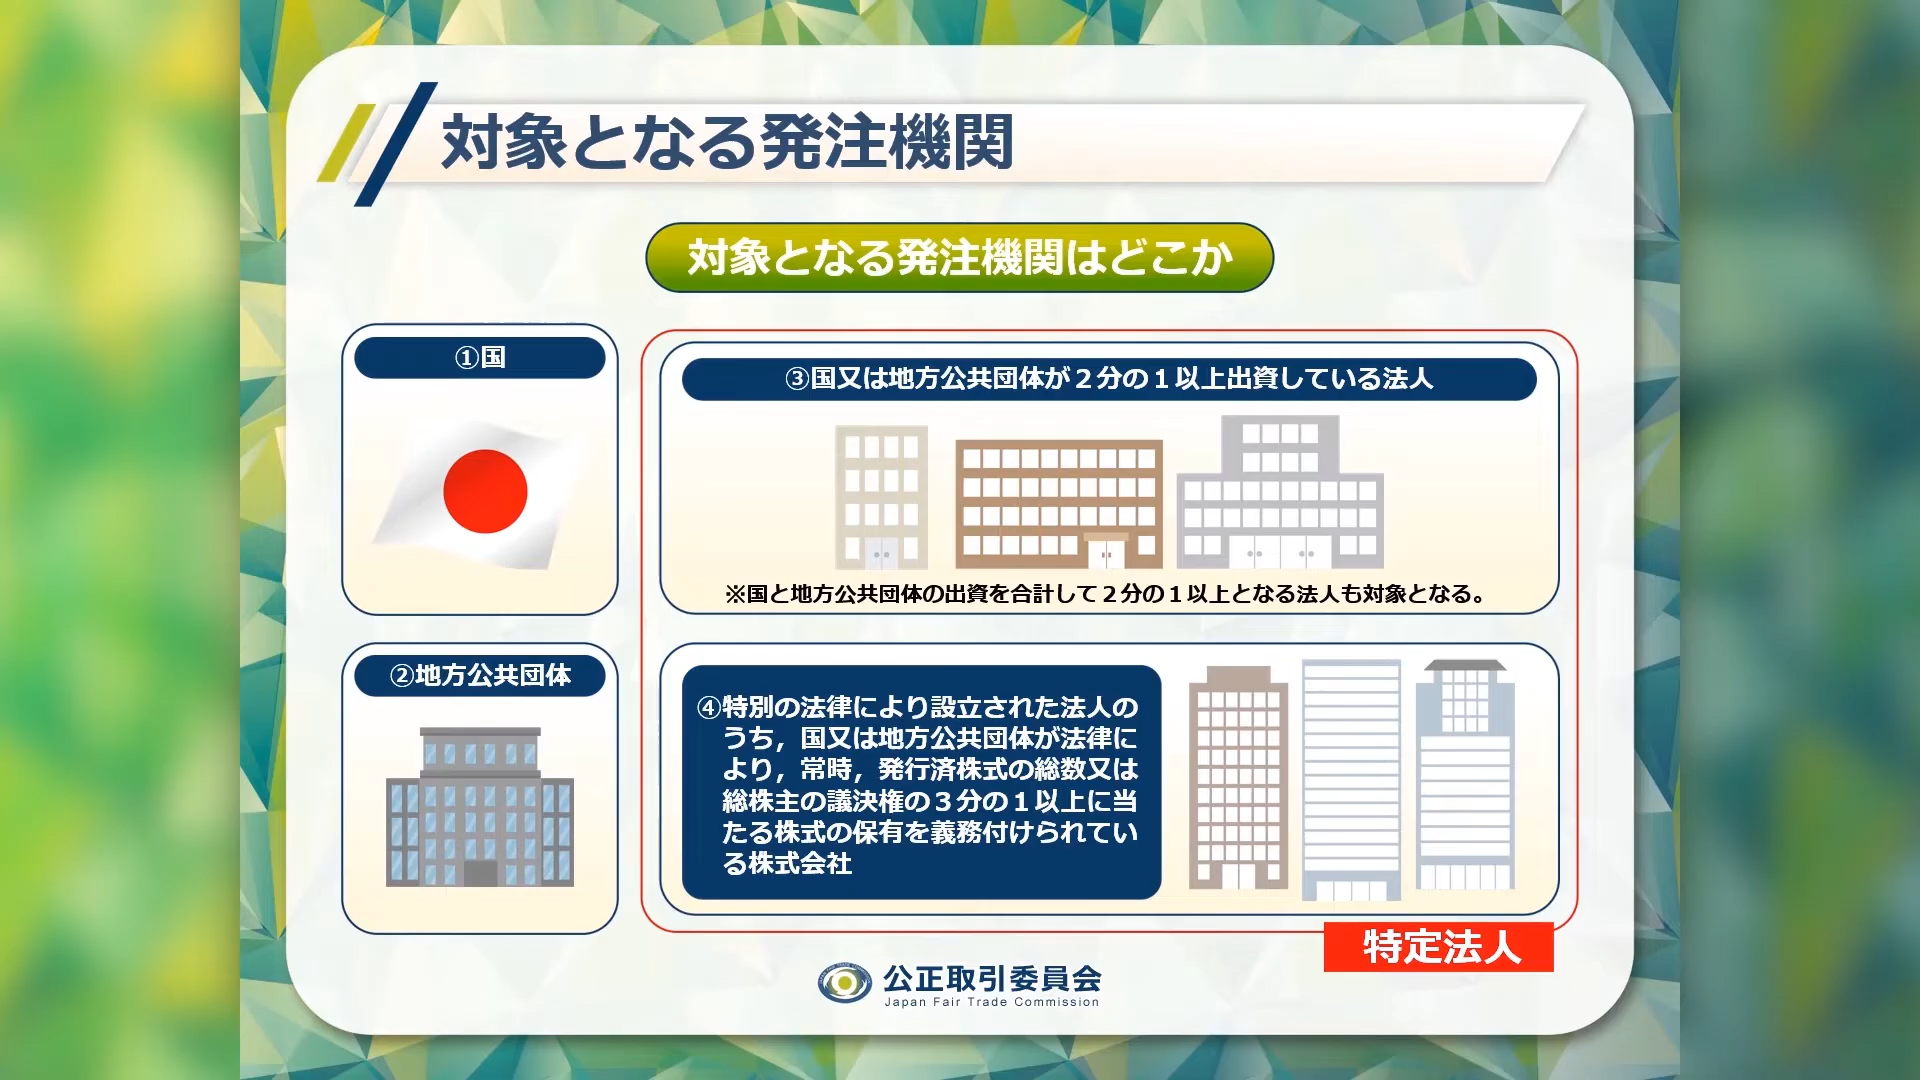 対象となる発注機関
対象となる発注機関はどこか
①国
②地方公共団体
③国又は地方公共団体が２分の１以上出資している法人
※国と地方公共団体の出資を合計して２分の１以上となる法人も対象となる。
④特別の法律により設立された法人の
うち，国又は地方公共団体が法律に
より，常時，発行済株式の総数又は
総株主の議決権の３分の１以上に当
たる株式の保有を義務付けられてい
る株式会社
特定法人
公正取引委員会
Japan Fair Trade Commission